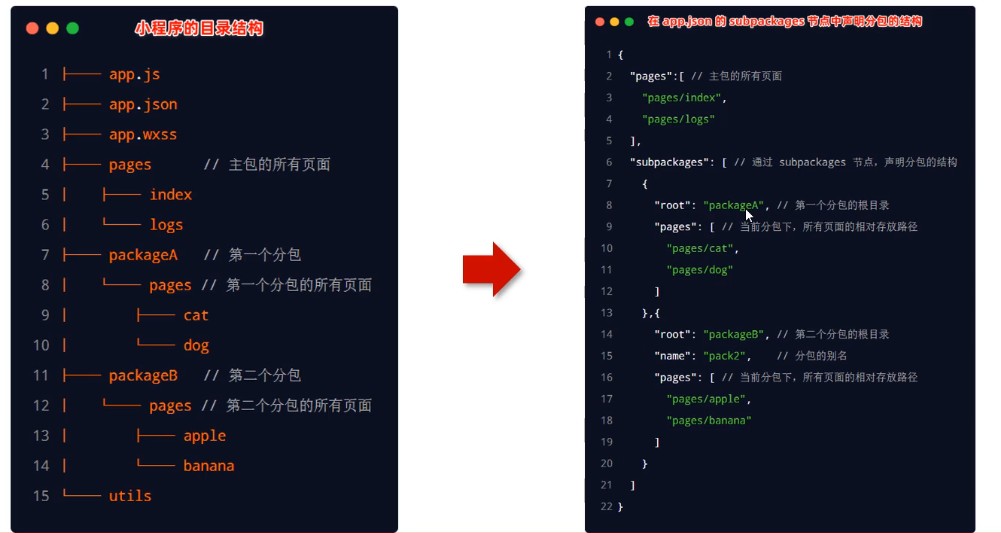 小程序的目录结构
1 ├── app.js
2 ├── app.json
3 ├── app.wxss
4 ├── pages // 主包的所有页面
5 │ ├── index
6 │ └── logs
7 ├── packageA // 第一个分包
8 │ └── pages // 第一个分包的所有页面
9 │ ├── cat
10 │ └── dog
11 ├── packageB // 第二个分包
12 │ └── pages // 第二个分包的所有页面
13 │ ├── apple
14 │ └── banana
15 └── utils
在 app.json 的 subpackages 节点中声明分包的结构
1 {
2 "pages":[ // 主包的所有页面
3 "pages/index",
4 "pages/logs"
5 ],
6 "subpackages": [ // 通过 subpackages 节点，声明分包的结构
7 {
8 "root": "packageA", // 第一个分包的根目录
9 "pages": [ // 当前分包下，所有页面的相对存放路径
10 "pages/cat",
11 "pages/dog"
12 ]
13 },{
14 "root": "packageB", // 第二个分包的根目录
15 "name": "pack2", // 分包的别名
16 "pages": [ // 当前分包下，所有页面的相对存放路径
17 "pages/apple",
18 "pages/banana"
19 ]
20 }
21 ]
22 }